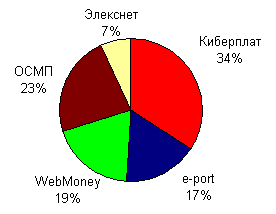 Элекснет
7%
Киберплат
34%
ОСМП
23%
WebMoney
19%
e-port
17%